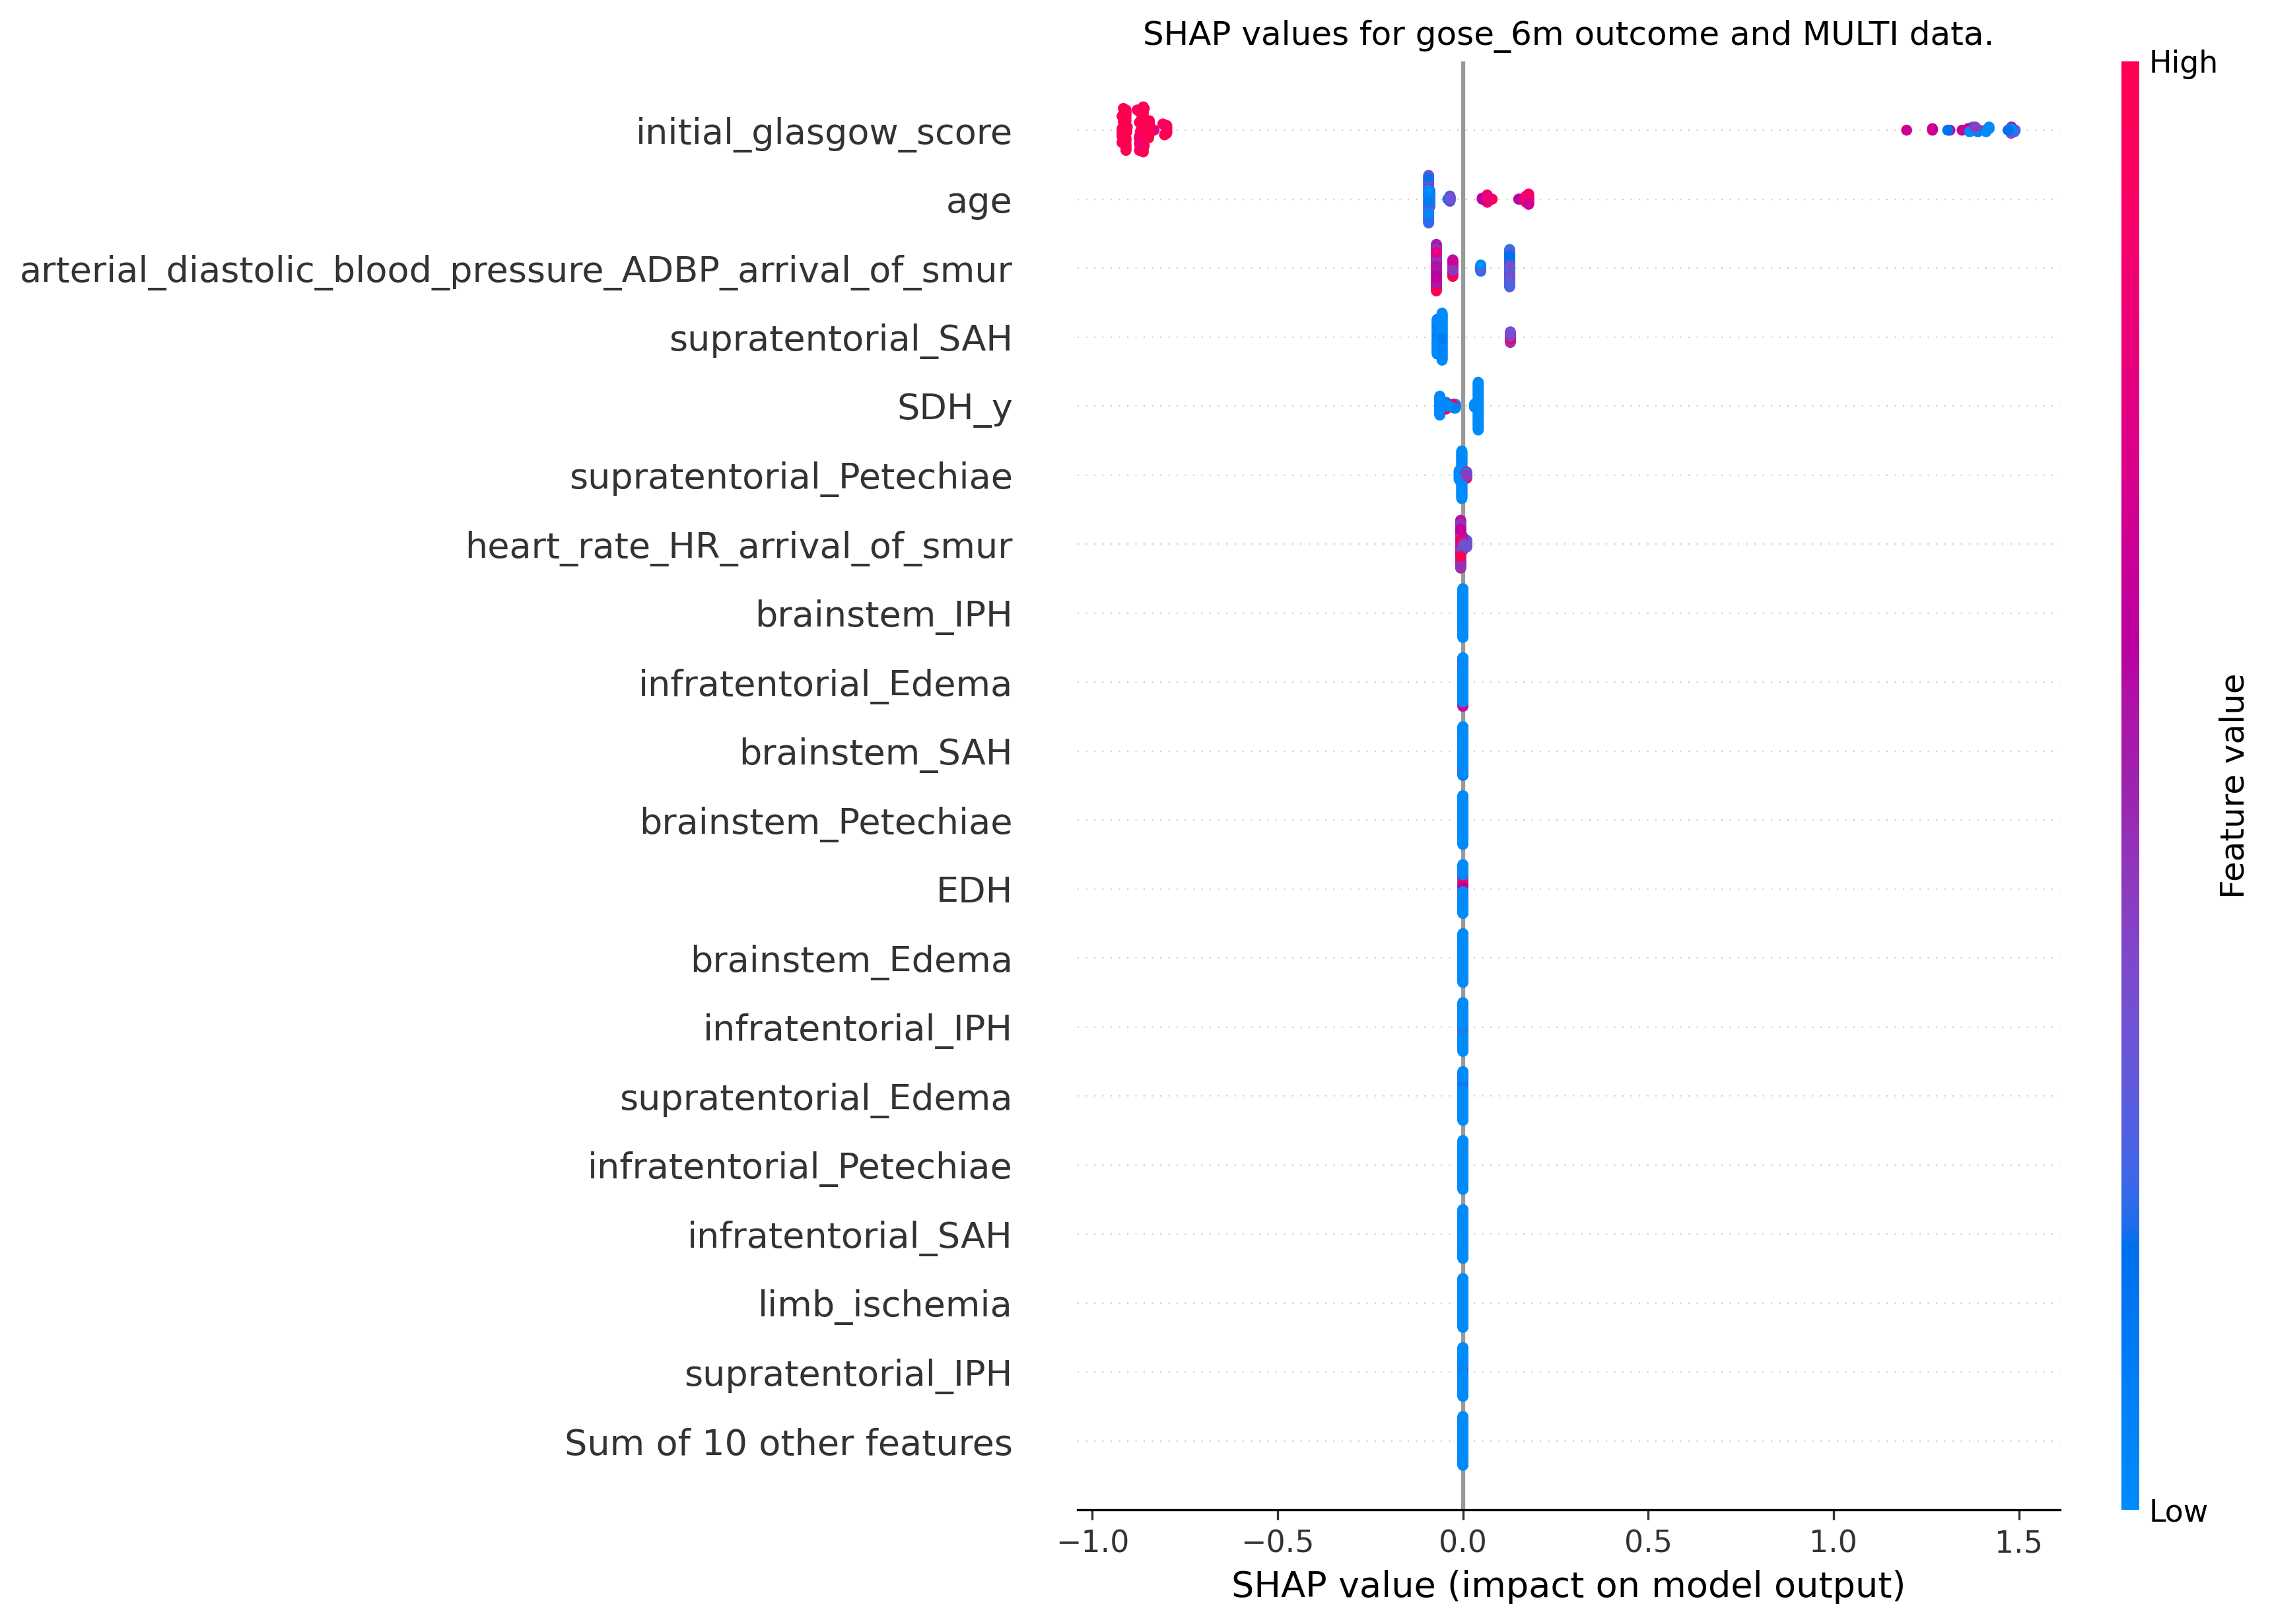 SHAP values for gose_6m outcome and MULTI data.
High
initial_glasgow_score
age
arterial_diastolic_blood_pressure_ADBP_arrival_of_smur
supratentorial_SAH
SDH_y
supratentorial_Petechiae
heart_rate_HR_arrival_of_smur
brainstem_IPH
infratentorial_Edema
brainstem_SAH
brainstem_Petechiae
EDH
brainstem_Edema
infratentorial_IPH
supratentorial_Edema
infratentorial_Petechiae
infratentorial_SAH
limb_ischemia
supratentorial_IPH
Sum of 10 other features
Feature value
Low
−1.0 −0.5 0.0 0.5 1.0 1.5
SHAP value (impact on model output)